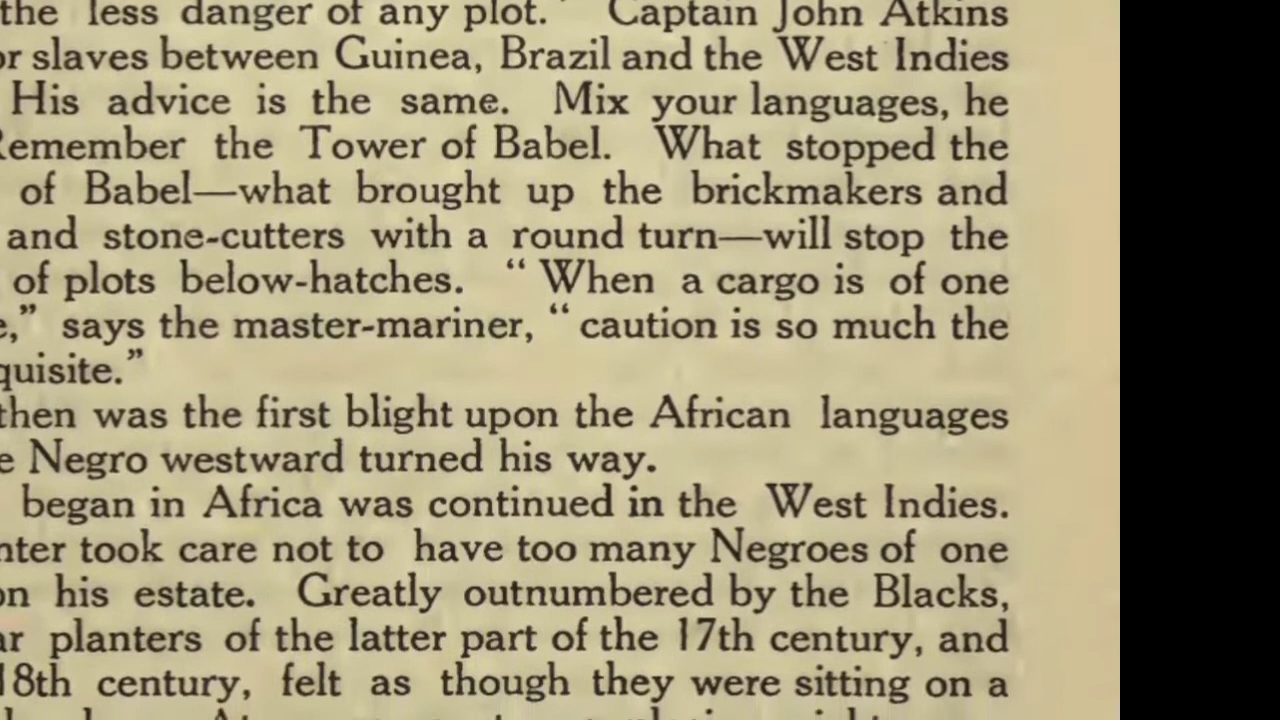 the less danger of any plot.” Captain John Atkins
slaves between Guinea, Brazil and the West Indies
His advice is the same. Mix your languages, he
Remember the Tower of Babel. What stopped the
of Babel—what brought up the brickmakers and
and stone-cutters with a round turn—will stop the
of plots below-hatches. “When a cargo is of one
says the master-mariner, “caution is so much the
then was the first blight upon the African languages
Negro westward turned his way.
began in Africa was continued in the West Indies.
took care not to have too many Negroes of one
his estate. Greatly outnumbered by the Blacks,
planters of the latter part of the 17th century, and
18th century, felt as though they were sitting on a